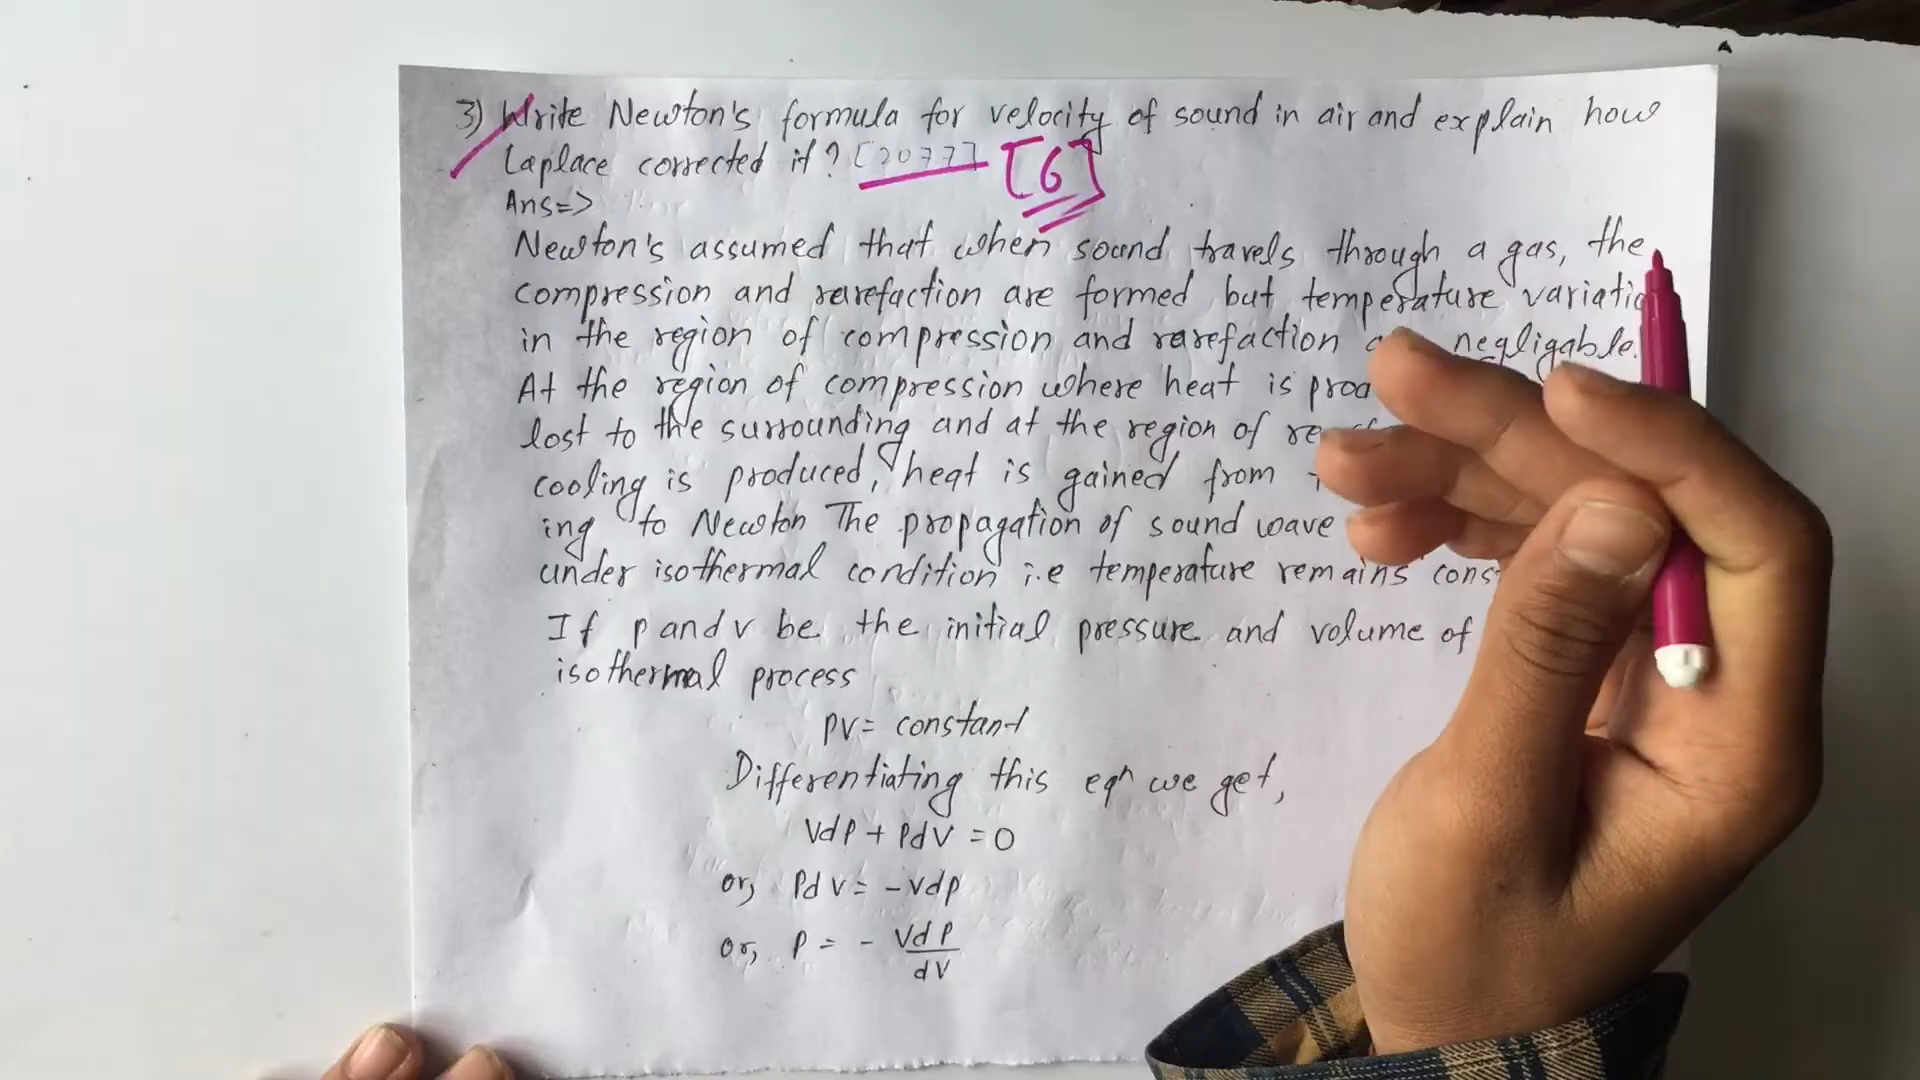 3) Write Newton's formula for velocity of sound in air and explain how
Laplace corrected it? [2077] [6]
Ans=>
Newton's assumed that when sound travels through a gas, the
compression and rarefaction are formed but temperature
in the region of compression and rarefaction negligable.
At the region of compression where heat is
lost to the surrounding and at the region of
cooling is produced, heat is gained from
ing to Newton The propagation of sound wave
under isothermal condition i.e temperature remains
If p and v be the initial pressure and volume of
isothermal process
PV = constant
Differentiating this eqn we get,
VdP + PdV = 0
or, PdV = -vdp
or, P = - VdP/dV